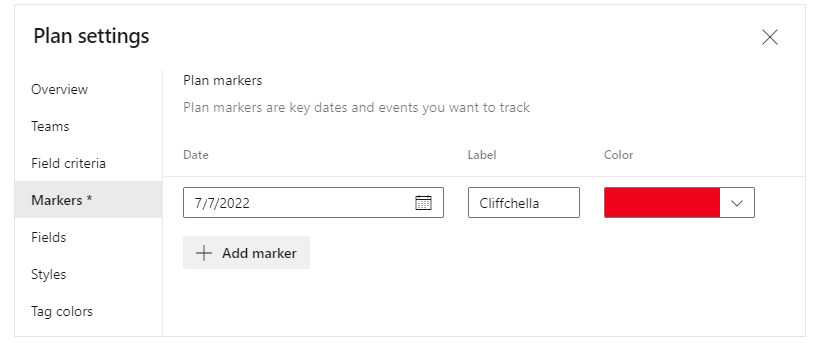 Plan settings
Overview
Teams
Field criteria
Markers *
Fields
Styles
Tag colors
Plan markers
Plan markers are key dates and events you want to track
Date Label Color
7/7/2022 Cliffchella
Add marker